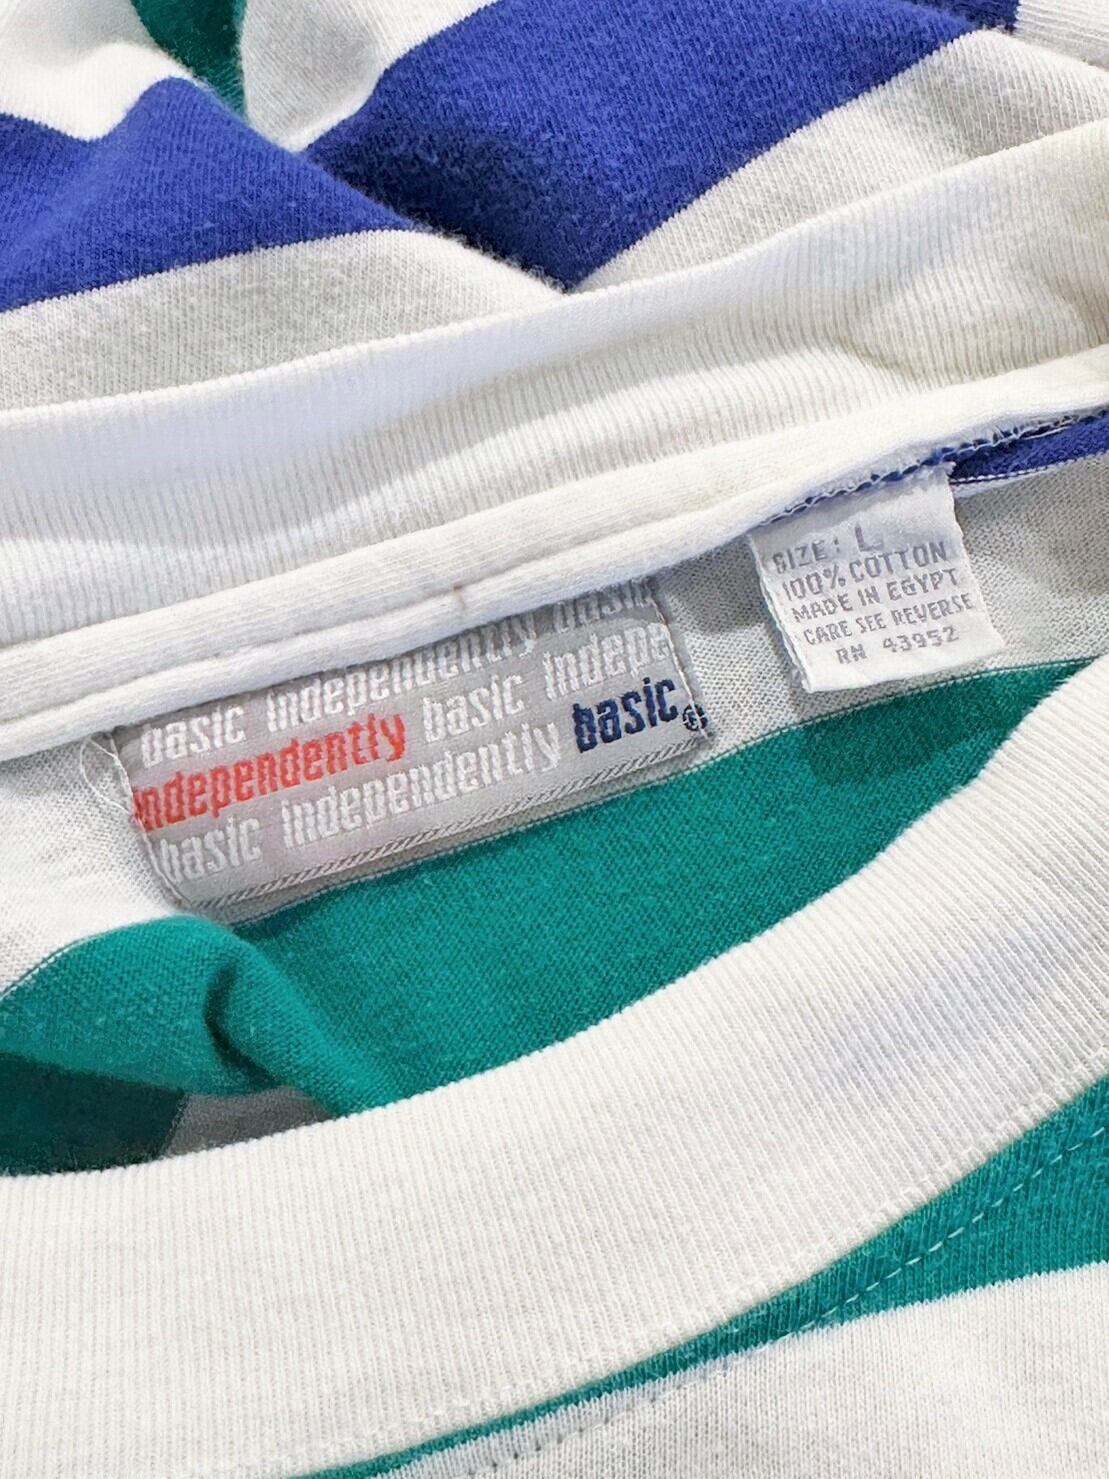 basic independently basic
basic indepe
independently
basic independently basic
SIZE: L
100% COTTON
MADE IN EGYPT
CARE SEE REVERSE
RN 43952